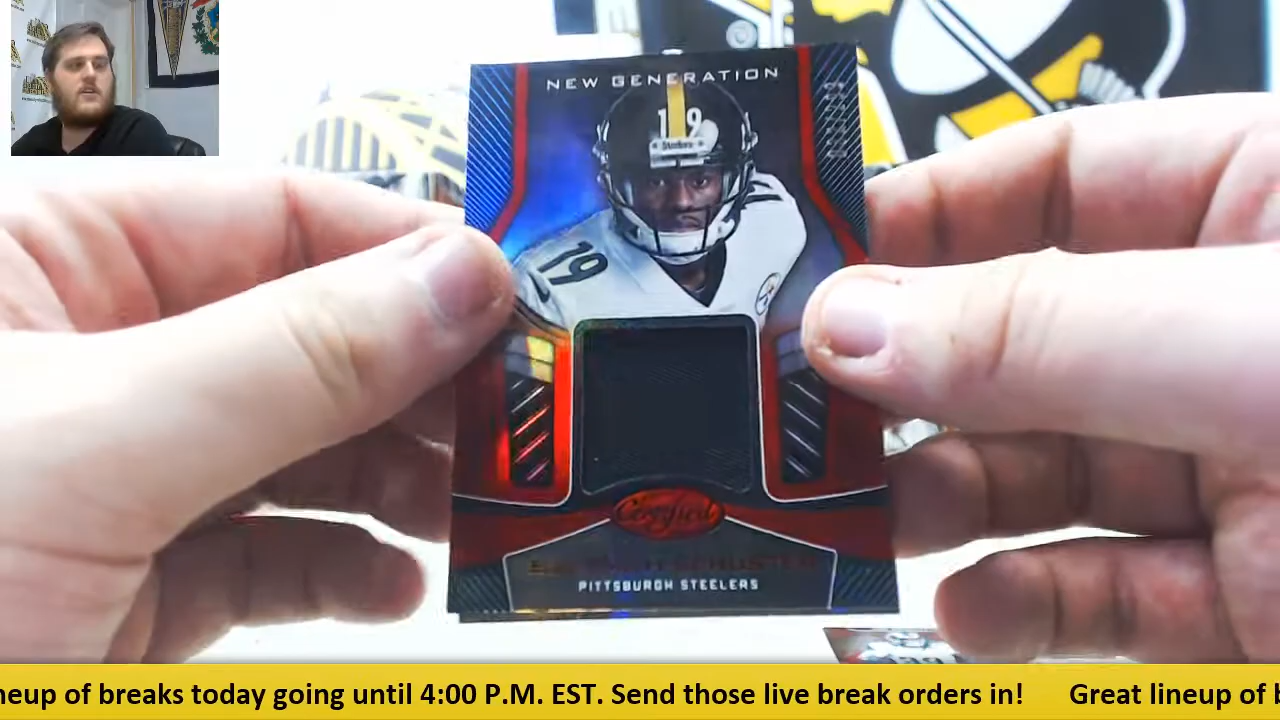 NEW GENERATION
19
Steelers
19
Certified
SCHUSTER
PITTSBURGH STEELERS
neup of breaks today going until 4:00 P.M. EST. Send those live break orders in! Great lineup of b